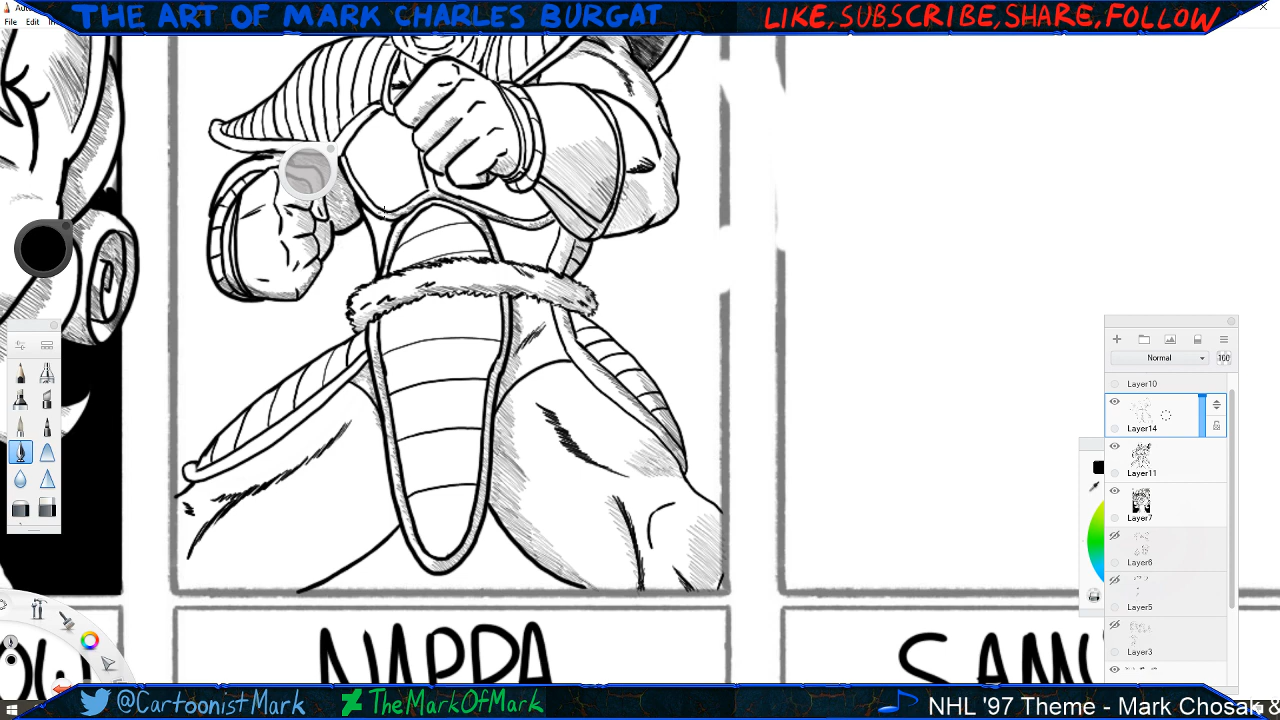 THE ART OF MARK CHARLES BURGAT
LIKE, SUBSCRIBE, SHARE, FOLLOW
File Edit
Normal
100
Layer10
Layer14
Layer11
Layer7
Layer6
Layer5
Layer3
NAPPA
@CartoonistMark
TheMarkOfMark
NHL '97 Theme - Mark Chosak &